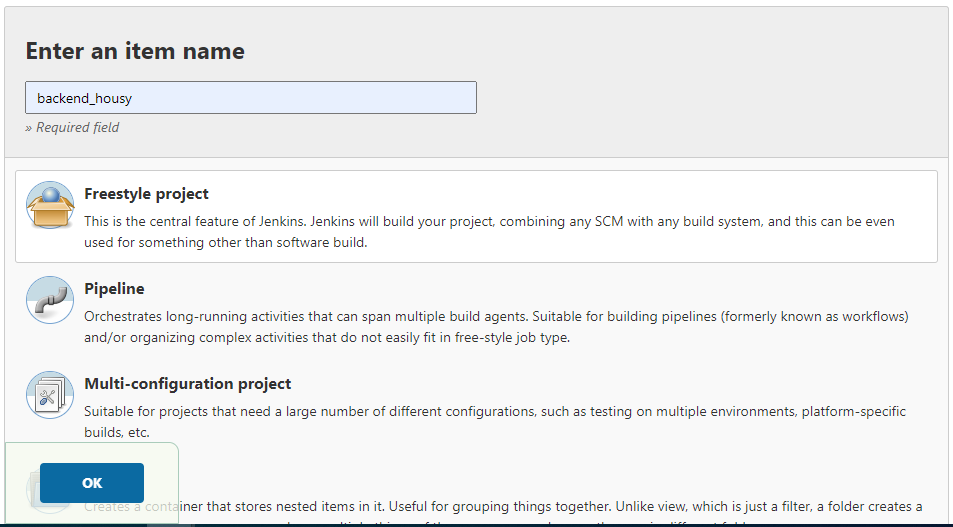 Enter an item name
backend_housy
» Required field
Freestyle project
This is the central feature of Jenkins. Jenkins will build your project, combining any SCM with any build system, and this can be even
used for something other than software build.
Pipeline
Orchestrates long-running activities that can span multiple build agents. Suitable for building pipelines (formerly known as workflows)
and/or organizing complex activities that do not easily fit in free-style job type.
Multi-configuration project
Suitable for projects that need a large number of different configurations, such as testing on multiple environments, platform-specific
builds, etc.
OK
Creates a container that stores nested items in it. Useful for grouping things together. Unlike view, which is just a filter, a folder creates a